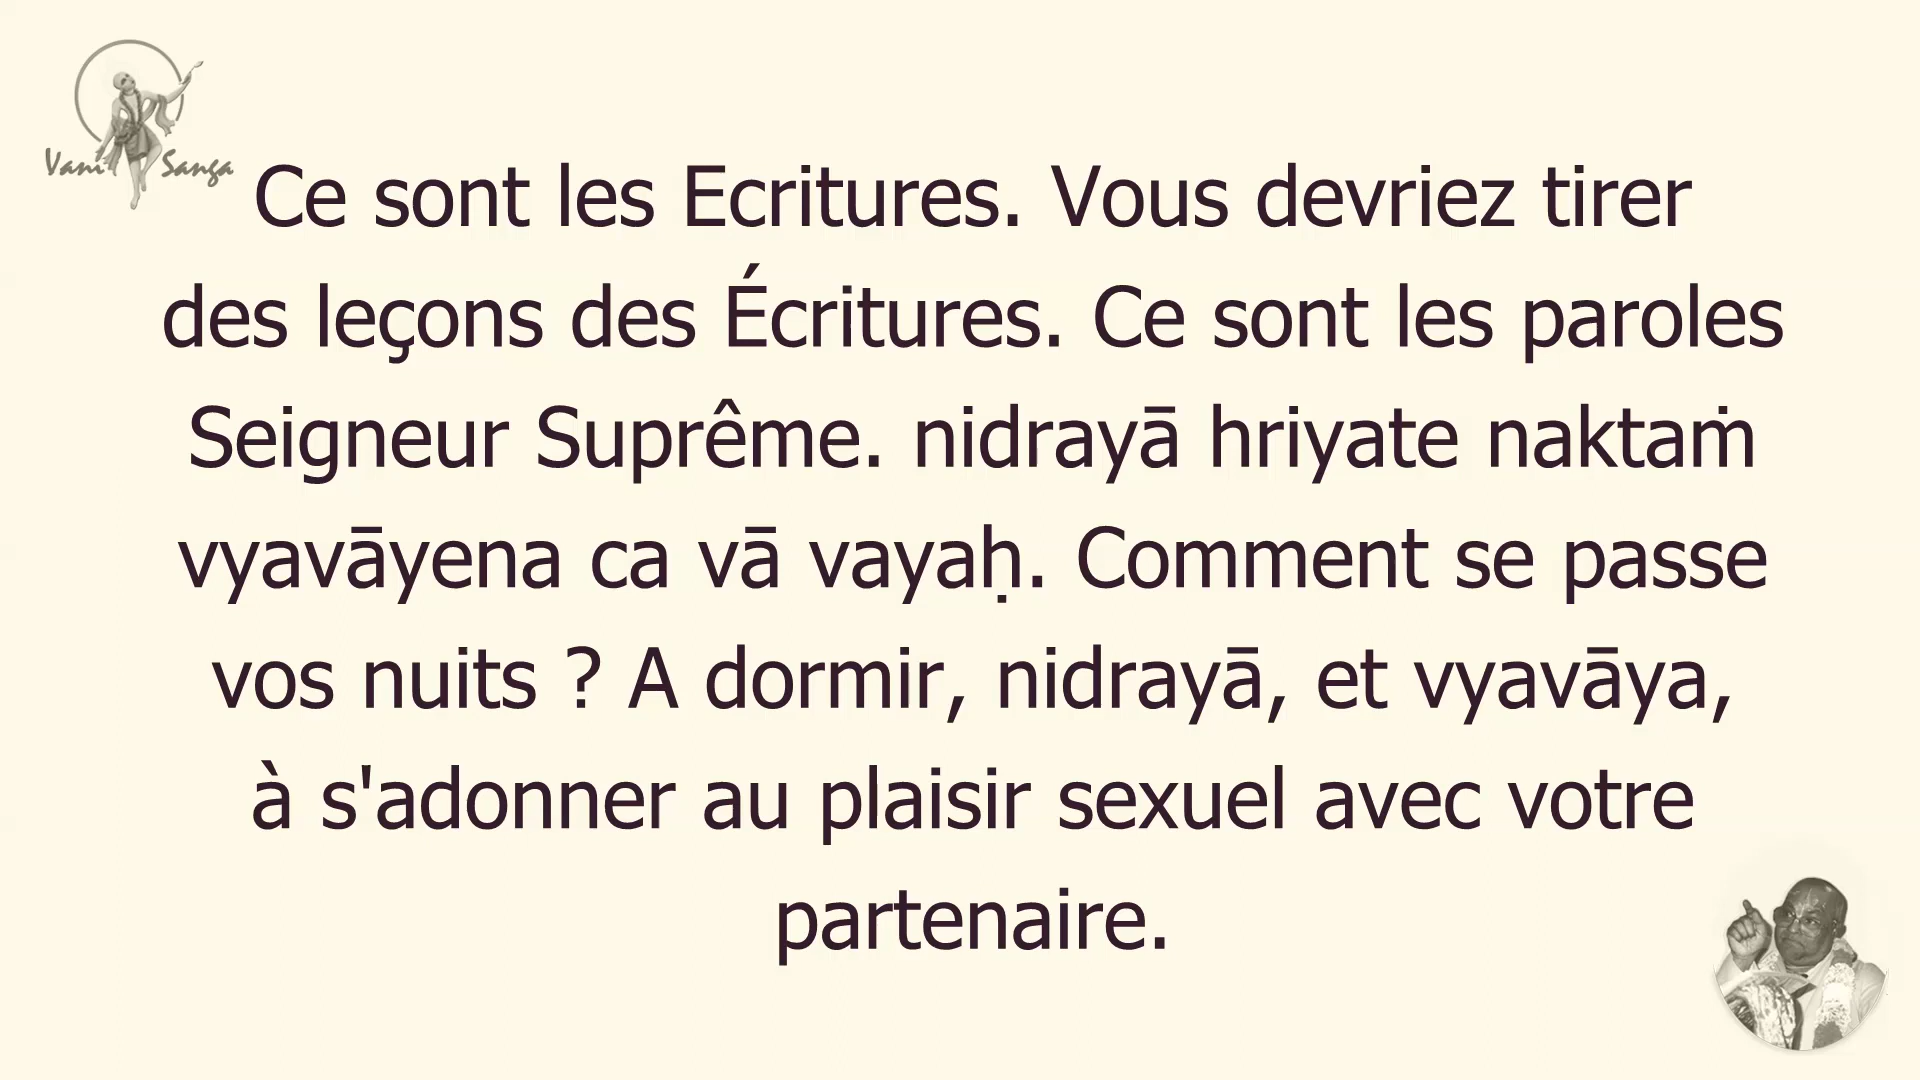 Vani Sanga
Ce sont les Ecritures. Vous devriez tirer
des leçons des Écritures. Ce sont les paroles
Seigneur Suprême. nidrayā hriyate naktaṁ
vyavāyena ca vā vayaḥ. Comment se passe
vos nuits ? A dormir, nidrayā, et vyavāya,
à s'adonner au plaisir sexuel avec votre
partenaire.